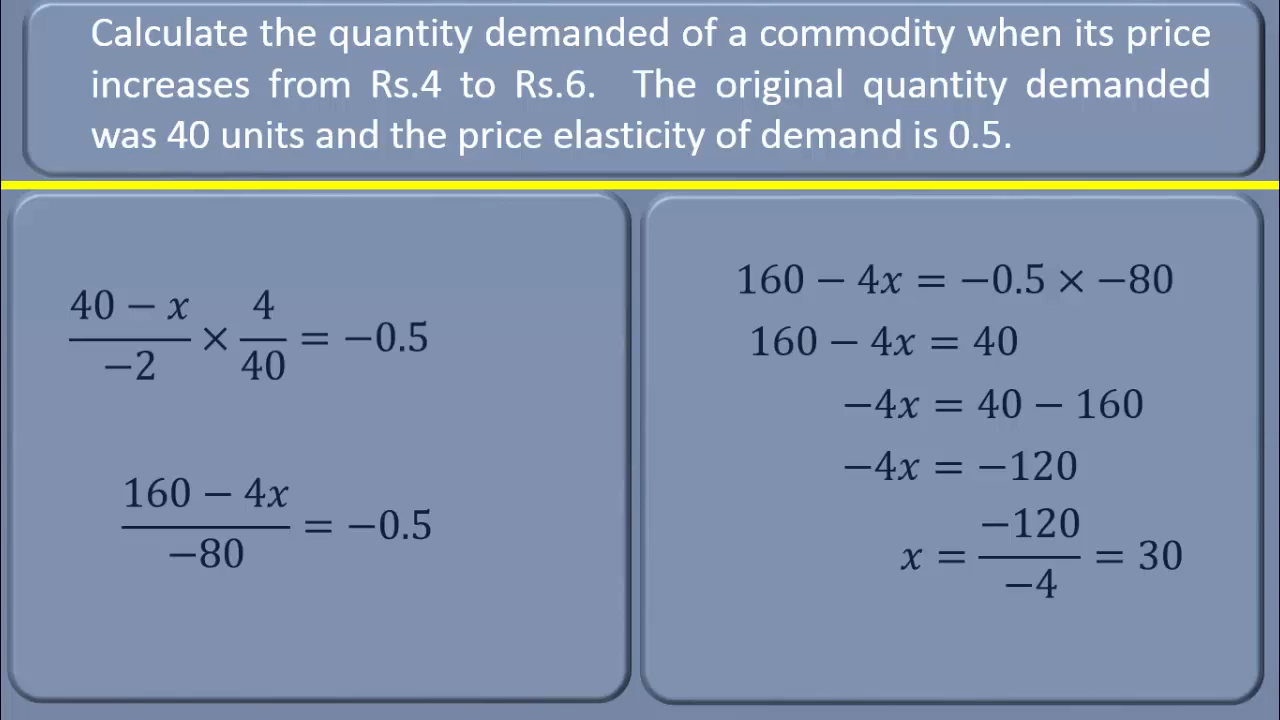 Calculate the quantity demanded of a commodity when its price
increases from Rs.4 to Rs.6. The original quantity demanded
was 40 units and the price elasticity of demand is 0.5.
40 − x
−2
× 4
40
= −0.5
160 − 4x
−80
= −0.5
160 − 4x = −0.5 × −80
160 − 4x = 40
−4x = 40 − 160
−4x = −120
x = −120
−4
= 30